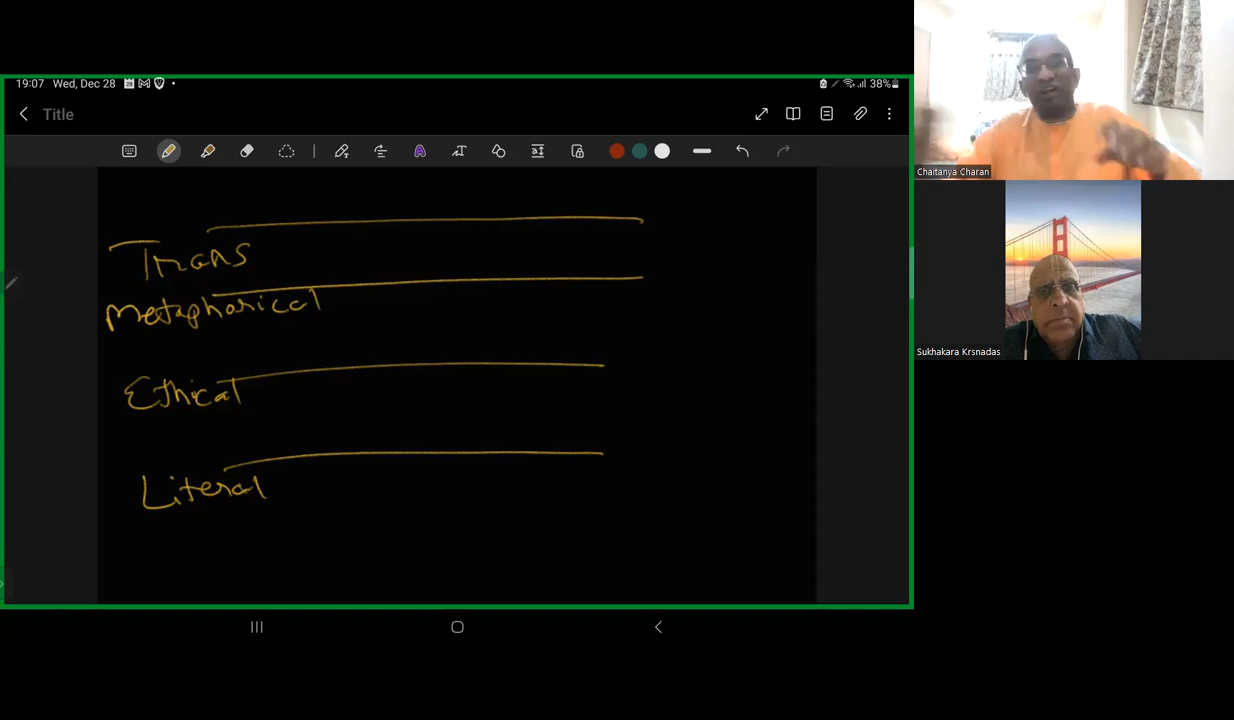 19:07 Wed, Dec 28
38%
Title
Chaitanya Charan
Trans
Metaphorical
Sukhakara Krsnadas
Ethical
Literal